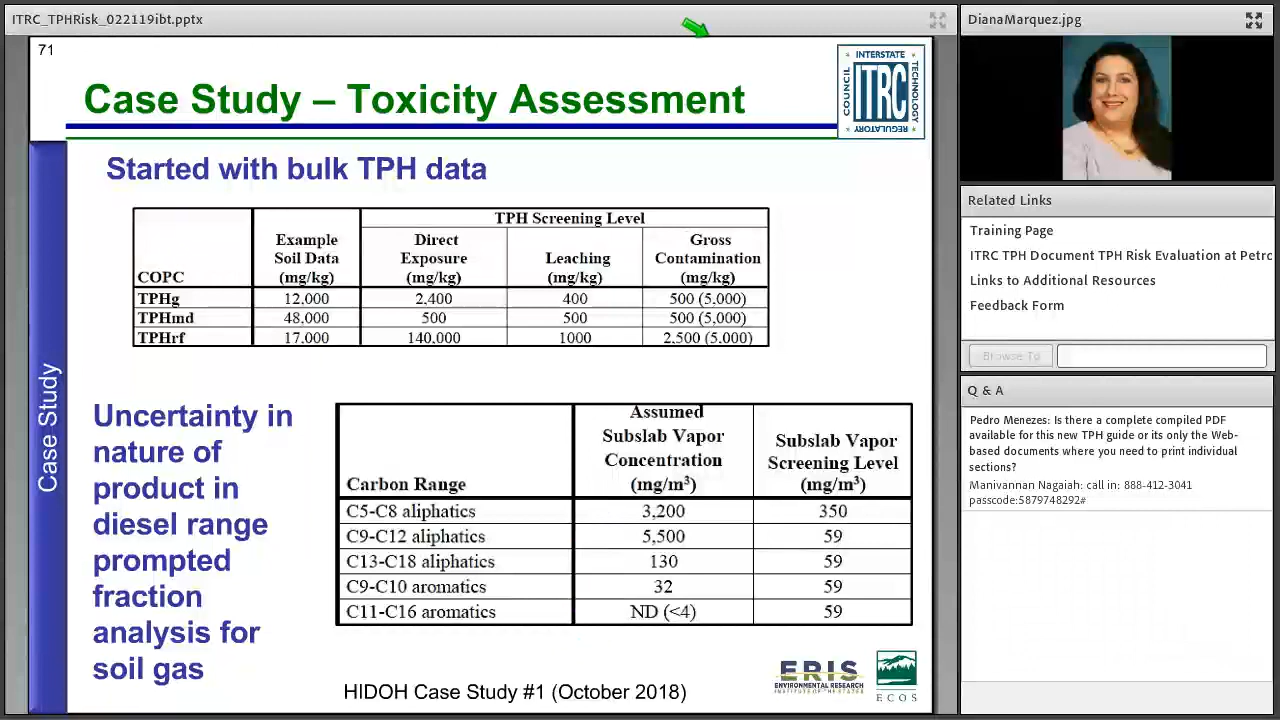 ITRC_TPHRisk_022119ibt.pptx
71
Case Study – Toxicity Assessment
INTERSTATE
COUNCIL
ITRC
TECHNOLOGY
REGULATORY
Started with bulk TPH data
TPH Screening Level
COPC
Example Soil Data (mg/kg)
Direct Exposure (mg/kg)
Leaching (mg/kg)
Gross Contamination (mg/kg)
TPHg 12,000 2,400 400 500 (5,000)
TPHmd 48,000 500 500 500 (5,000)
TPHrf 17,000 140,000 1000 2,500 (5,000)
Case Study
Uncertainty in
nature of
product in
diesel range
prompted
fraction
analysis for
soil gas
Carbon Range
Assumed Subslab Vapor Concentration (mg/m³)
Subslab Vapor Screening Level (mg/m³)
C5-C8 aliphatics 3,200 350
C9-C12 aliphatics 5,500 59
C13-C18 aliphatics 130 59
C9-C10 aromatics 32 59
C11-C16 aromatics ND (<4) 59
HIDOH Case Study #1 (October 2018)
ERIS
ENVIRONMENTAL RESEARCH
INSTITUTE OF THE STATES
ECOS
DianaMarquez.jpg
Related Links
Training Page
ITRC TPH Document TPH Risk Evaluation at Petrc
Links to Additional Resources
Feedback Form
Browse To
Q & A
Pedro Menezes: Is there a complete compiled PDF
available for this new TPH guide or its only the Web-
based documents where you need to print individual
sections?
Manivannan Nagaiah: call in: 888-412-3041
passcode:5879748292#